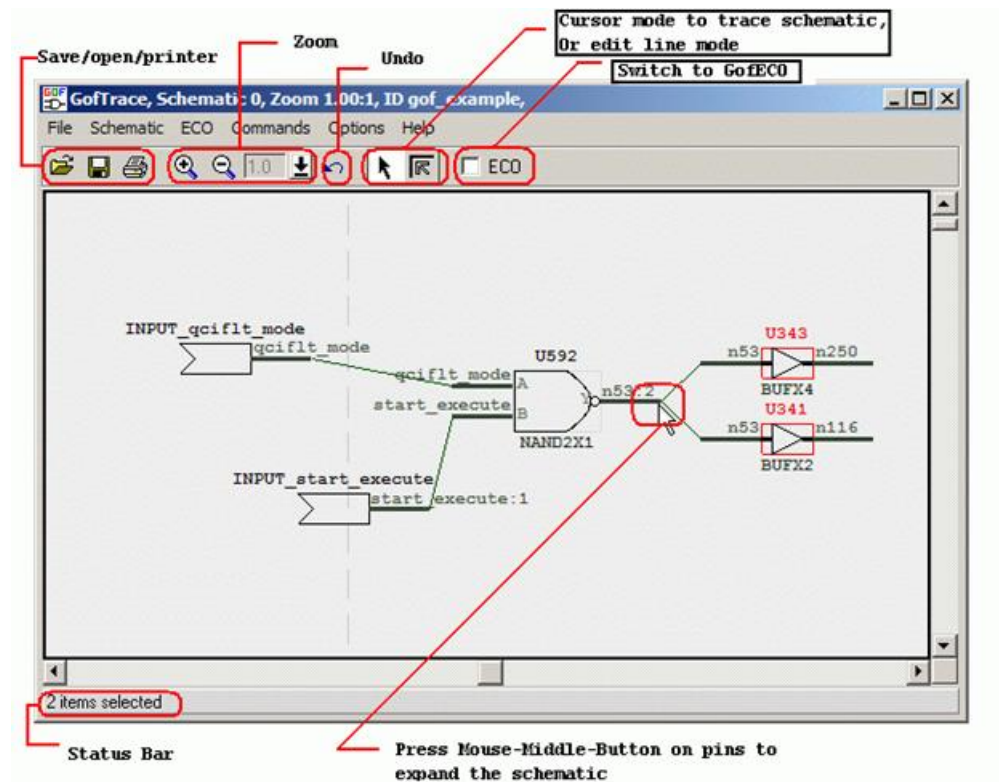 Cursor mode to trace schematic,
Or edit line mode
Zoom
Save/open/printer
Undo
Switch to GofECO
GOF GofTrace, Schematic 0, Zoom 1.00:1, ID gof_example,
File Schematic ECO Commands Options Help
1.0 ECO
INPUT_qciflt_mode
qciflt_mode
U343
n53 n250
BUFX4
U592
qciflt_mode A
start_execute B
Y n53:2
NAND2X1
U341
n53 n116
BUFX2
INPUT_start_execute
start_execute:1
2 items selected
Status Bar
Press Mouse-Middle-Button on pins to
expand the schematic